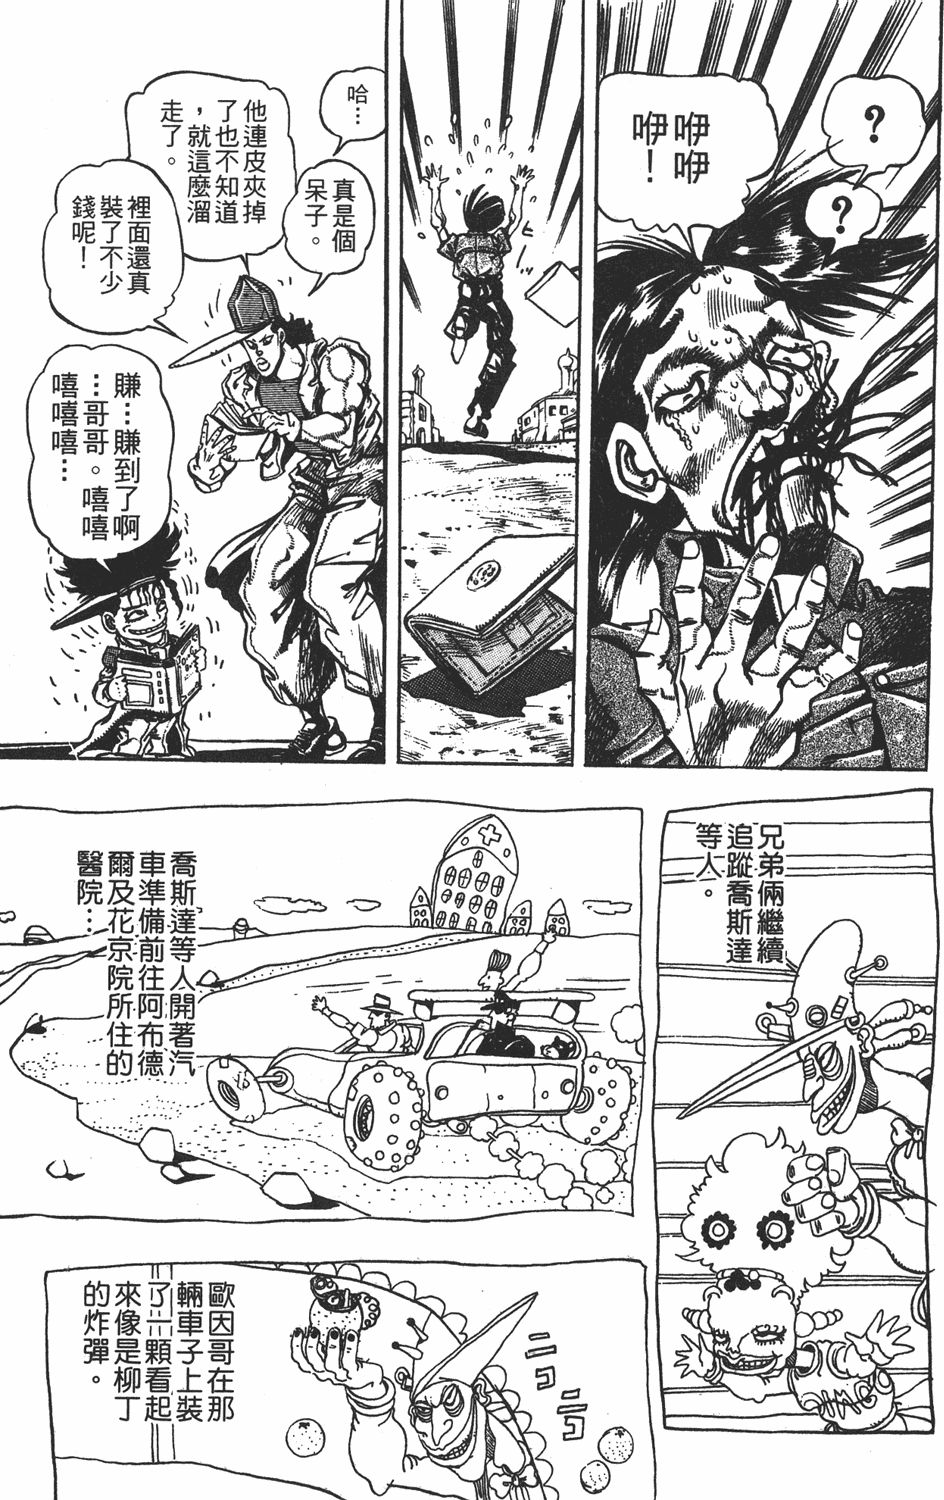 ？
？
咿咿
咿！
哈…
真是個
呆子。
他連皮夾掉
了也不知道
，就這麼溜
走了。
裡面還真
裝了不少
錢呢！
賺…賺到了啊
…哥哥。嘻嘻
嘻嘻嘻…
兄弟倆繼續
追蹤喬斯達
等人。
喬斯達等人開著汽
車準備前往阿布德
爾及花京院所住的
醫院…
歐因哥在那
輛車子上裝
了一顆看起
來像是柳丁
的炸彈。
ニコ
ニコ